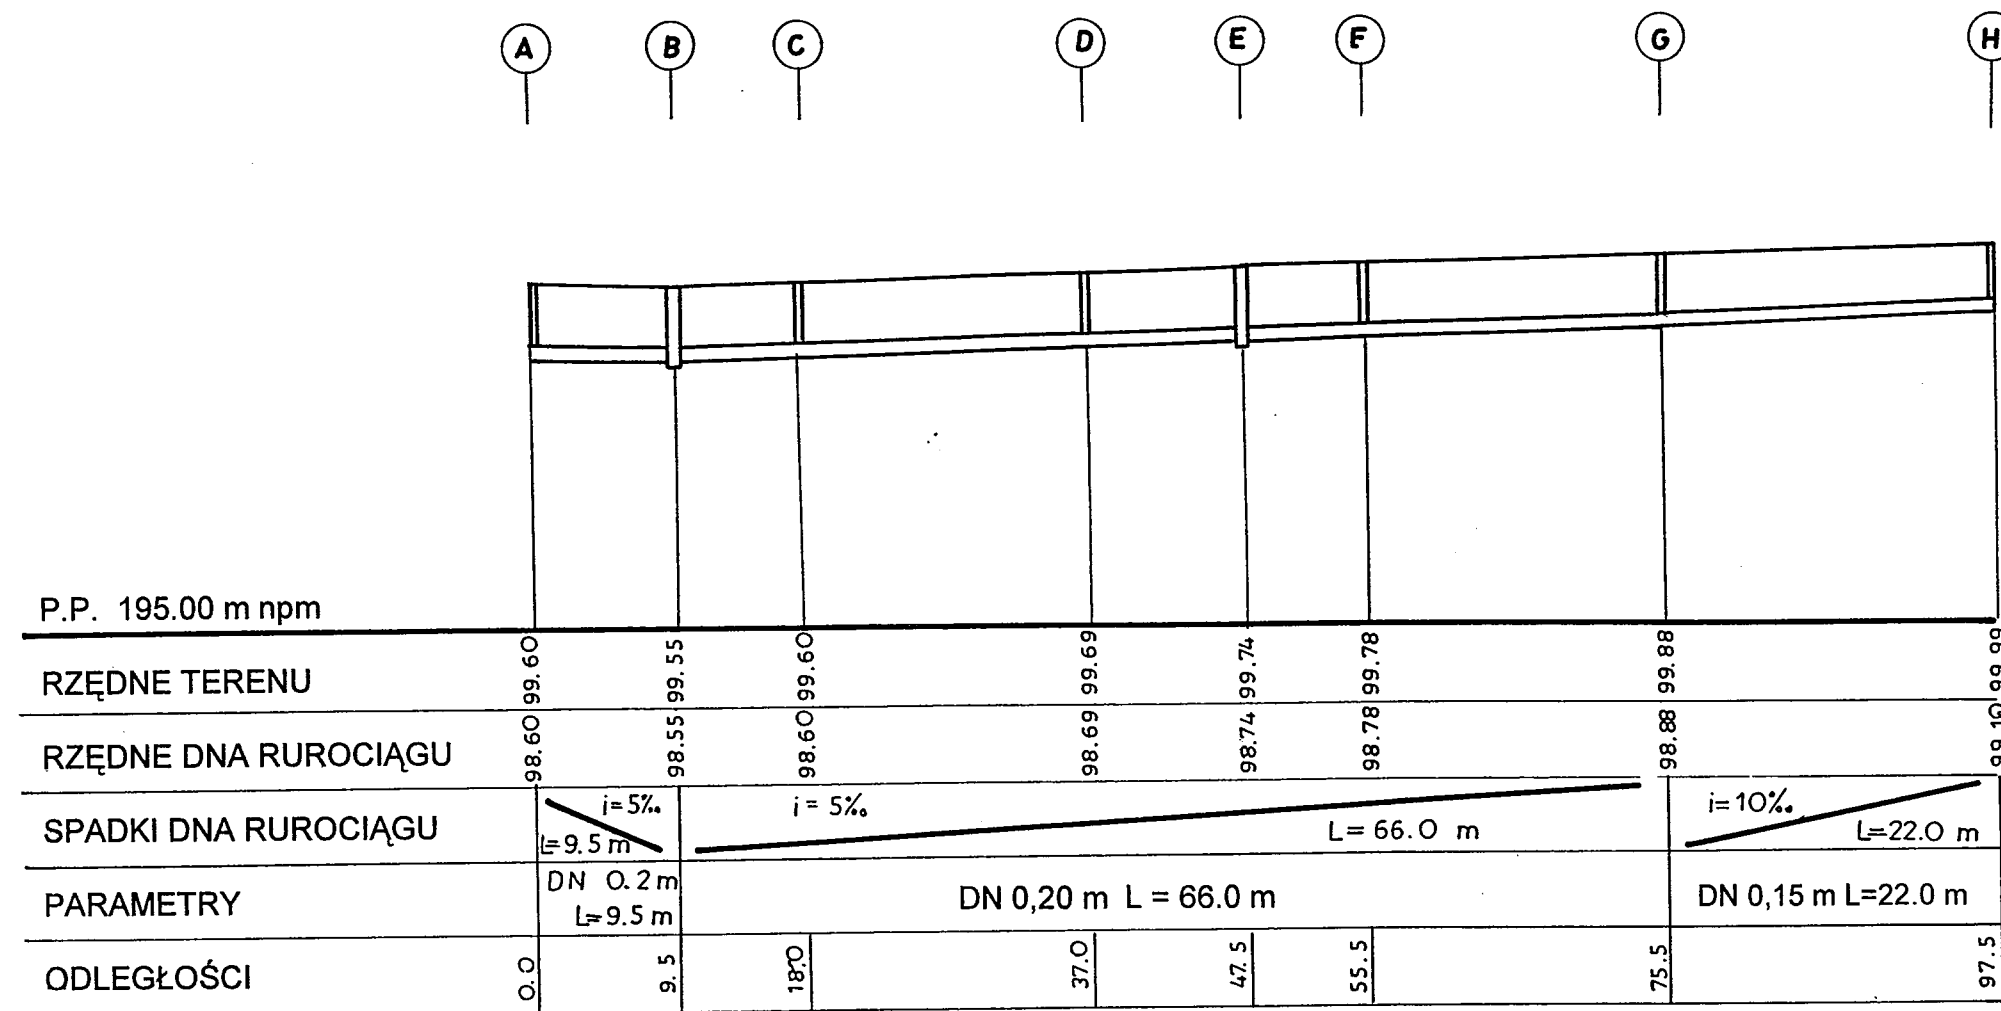 A B C D E F G H
P.P. 195.00 m npm
RZĘDNE TERENU 99.60 99.55 99.60 99.69 99.74 99.78 99.88 99.99
RZĘDNE DNA RUROCIĄGU 98.60 98.55 98.60 98.69 98.74 98.78 98.88 99.10
SPADKI DNA RUROCIĄGU
i=5‰ i = 5‰ i=10‰
L=9.5 m L= 66.0 m L=22.0 m
PARAMETRY
DN 0.2 m
L=9.5 m
DN 0,20 m L = 66.0 m DN 0,15 m L=22.0 m
ODLEGŁOŚCI 0.0 9.5 18.0 37.0 47.5 55.5 75.5 97.5